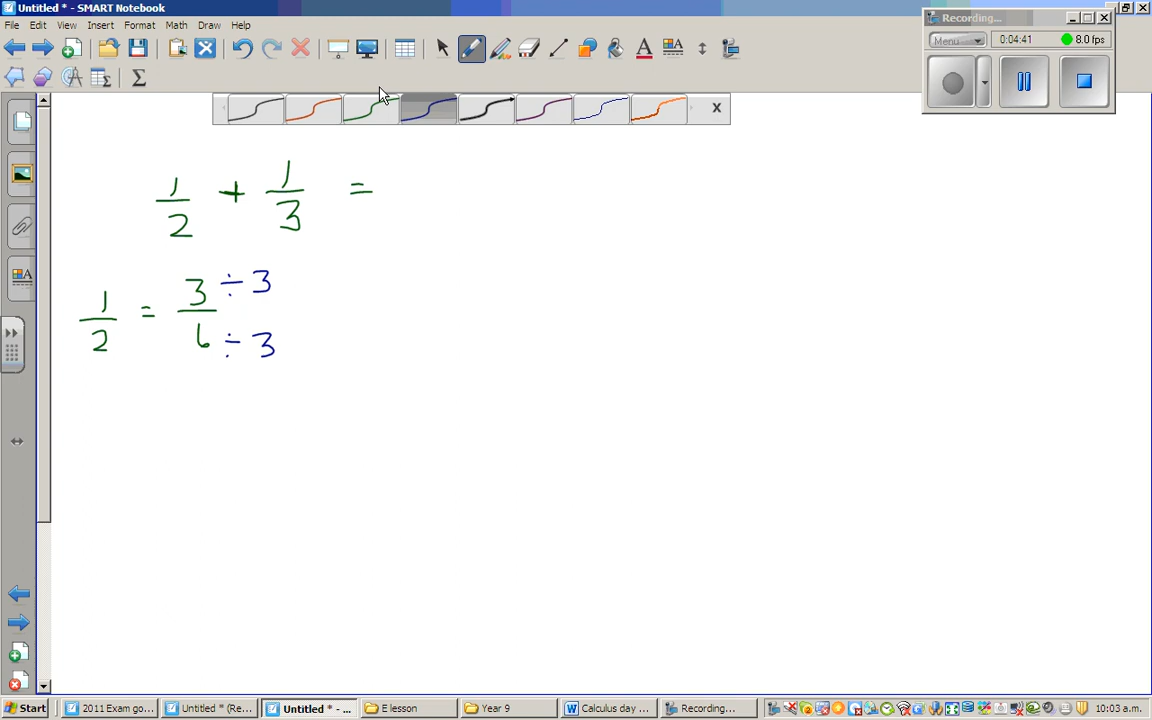 Untitled * - SMART Notebook
File Edit View Insert Format Math Draw Help
Recording...
Menu 0:04:41 8.0 fps
1/2 + 1/3 =
1/2 = 3 ÷ 3 / 6 ÷ 3
Start 2011 Exam go... Untitled * (Re... Untitled * - ... E lesson Year 9 Calculus day ... Recording... 10:03 a.m.